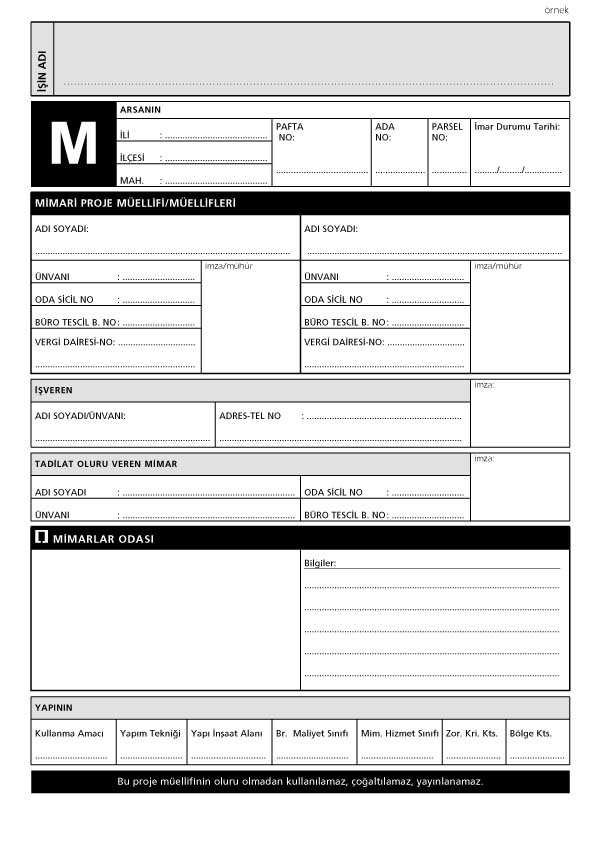 örnek
İŞİN ADI
M
ARSANIN
İLİ : ......................................
İLÇESİ : ......................................
MAH. : ......................................
PAFTA NO:
ADA NO:
PARSEL NO:
İmar Durumu Tarihi:
......../......../..............
MİMARİ PROJE MÜELLİFİ/MÜELLİFLERİ
ADI SOYADI:
ADI SOYADI:
ÜNVANI : ...........................
imza/mühür
ODA SİCİL NO : ...........................
BÜRO TESCİL B. NO: ...........................
VERGİ DAİRESİ-NO: ............................
ÜNVANI : ...........................
imza/mühür
ODA SİCİL NO : ...........................
BÜRO TESCİL B. NO: ...........................
VERGİ DAİRESİ-NO: ............................
İŞVEREN
imza:
ADI SOYADI/ÜNVANI:
ADRES-TEL NO : ..........................................................
TADİLAT OLURU VEREN MİMAR
imza:
ADI SOYADI : ................................................................
ODA SİCİL NO : ............................
ÜNVANI : ................................................................
BÜRO TESCİL B. NO: ............................
MİMARLAR ODASI
Bilgiler:
YAPININ
Kullanma Amacı
Yapım Tekniği
Yapı İnşaat Alanı
Br. Maliyet Sınıfı
Mim. Hizmet Sınıfı
Zor. Kri. Kts.
Bölge Kts.
Bu proje müellifinin oluru olmadan kullanılamaz, çoğaltılamaz, yayınlanamaz.